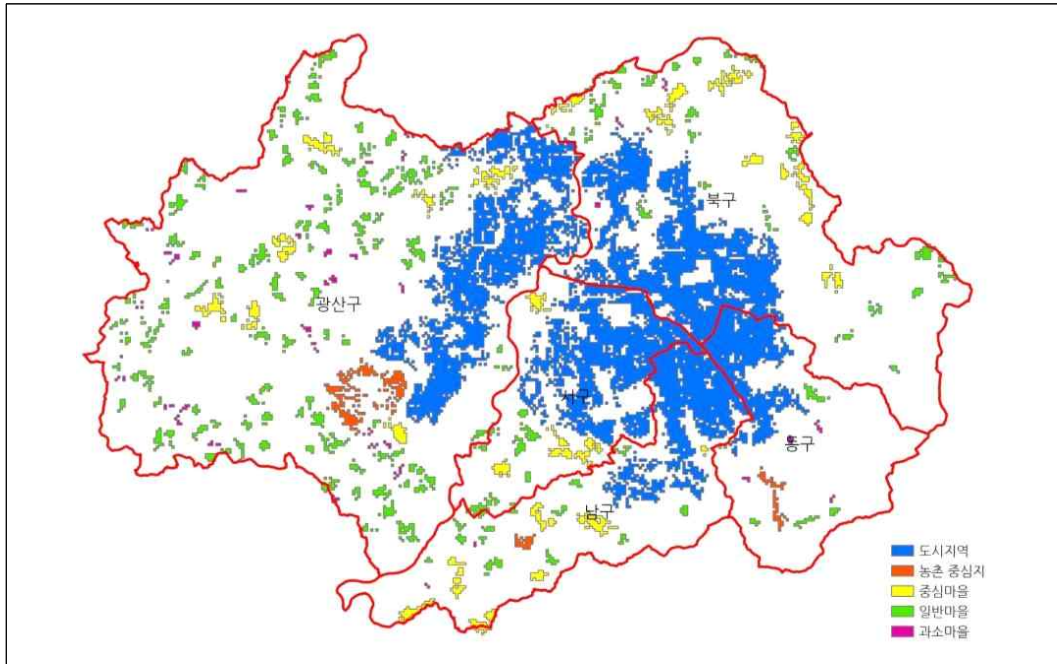 북구
광산구
서구
동구
남구
도시지역
농촌 중심지
중심마을
일반마을
과소마을